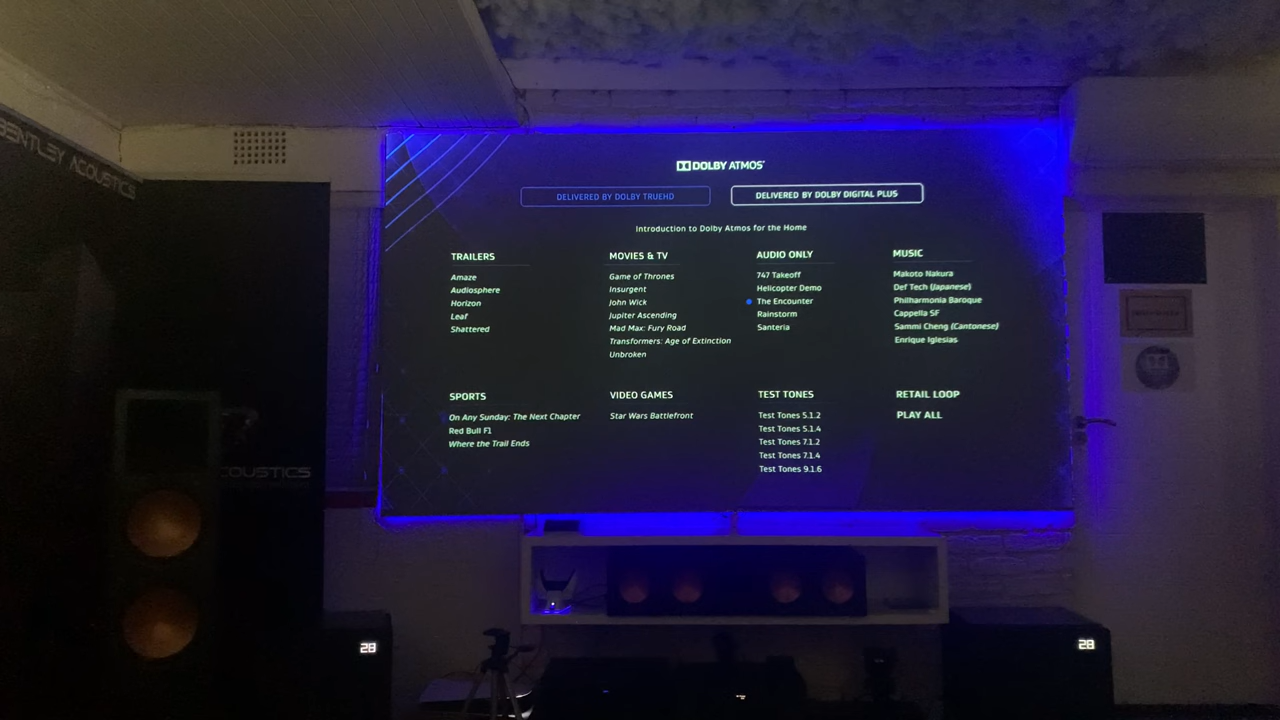 BENTLEY ACOUSTICS
DOLBY ATMOS
DELIVERED BY DOLBY TRUEHD
DELIVERED BY DOLBY DIGITAL PLUS
Introduction to Dolby Atmos for the Home
TRAILERS
Amaze
Audiosphere
Horizon
Leaf
Shattered
MOVIES & TV
Game of Thrones
Insurgent
John Wick
Jupiter Ascending
Mad Max: Fury Road
Transformers: Age of Extinction
Unbroken
AUDIO ONLY
747 Takeoff
Helicopter Demo
The Encounter
Rainstorm
Santeria
MUSIC
Makoto Nakura
Def Tech (Japanese)
Philharmonia Baroque
Cappella SF
Sammi Cheng (Cantonese)
Enrique Iglesias
SPORTS
On Any Sunday: The Next Chapter
Red Bull F1
Where the Trail Ends
VIDEO GAMES
Star Wars Battlefront
TEST TONES
Test Tones 5.1.2
Test Tones 5.1.4
Test Tones 7.1.2
Test Tones 7.1.4
Test Tones 9.1.6
RETAIL LOOP
PLAY ALL
COUSTICS
28
28